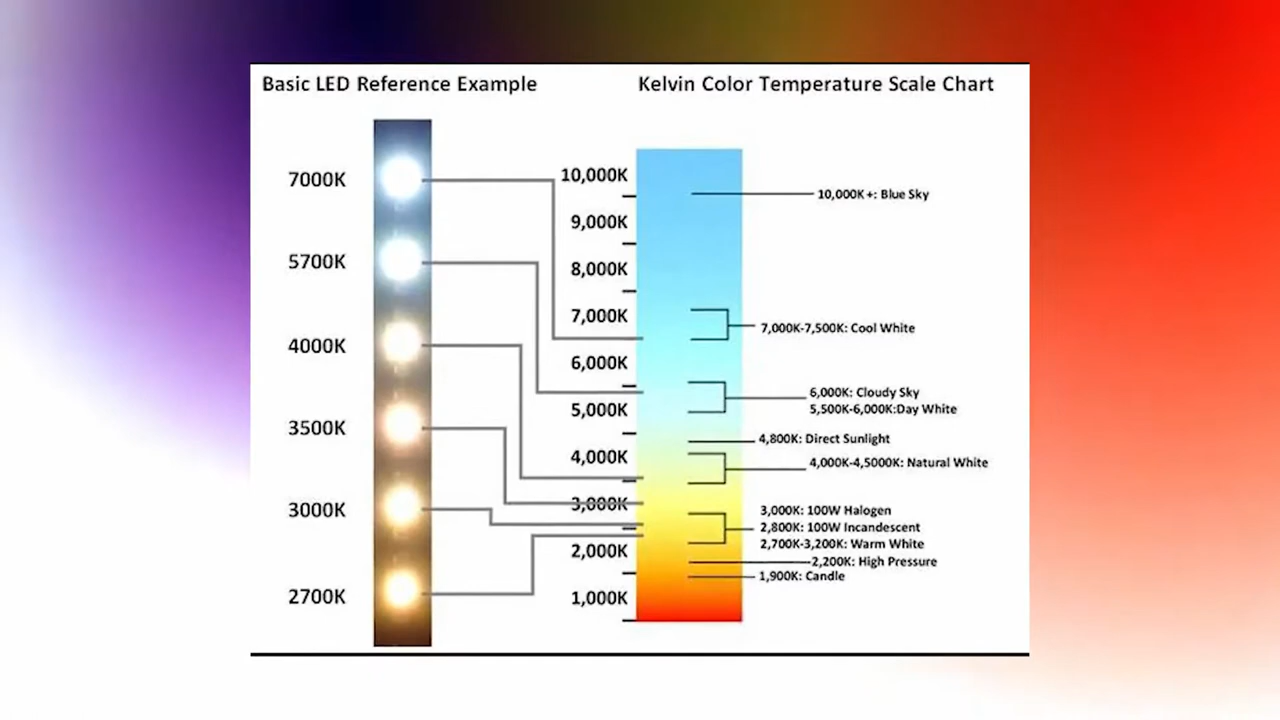 Basic LED Reference Example
7000K
5700K
4000K
3500K
3000K
2700K
Kelvin Color Temperature Scale Chart
10,000K
9,000K
8,000K
7,000K
6,000K
5,000K
4,000K
3,000K
2,000K
1,000K
10,000K+: Blue Sky
7,000K-7,500K: Cool White
6,000K: Cloudy Sky
5,500K-6,000K:Day White
4,800K: Direct Sunlight
4,000K-4,5000K: Natural White
3,000K: 100W Halogen
2,800K: 100W Incandescent
2,700K-3,200K: Warm White
2,200K: High Pressure
1,900K: Candle